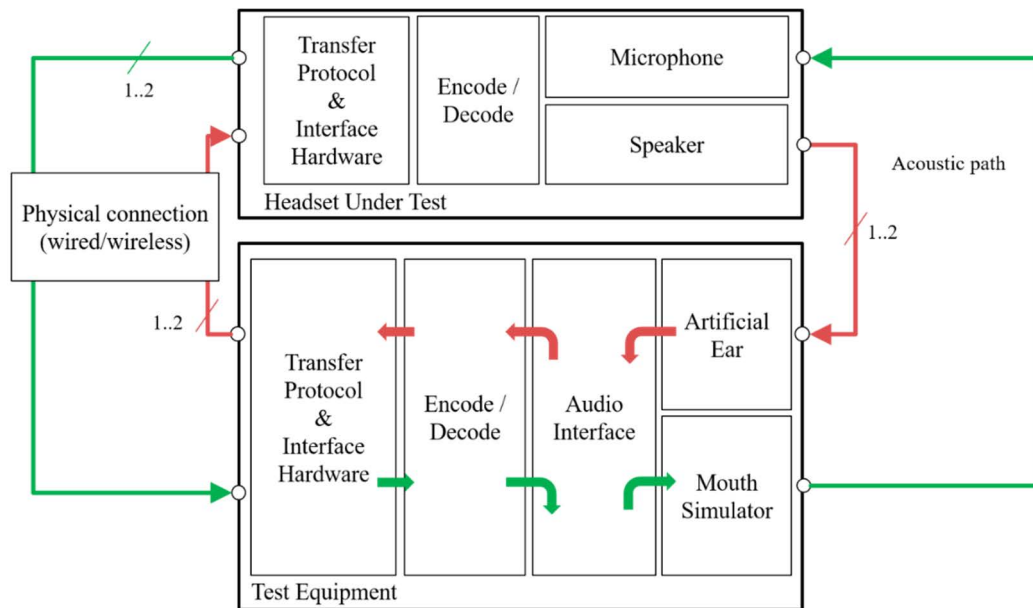 Transfer
Protocol
&
Interface
Hardware
Encode /
Decode
Microphone
Speaker
Headset Under Test
1..2
Physical connection
(wired/wireless)
1..2
Acoustic path
1..2
Transfer
Protocol
&
Interface
Hardware
Encode /
Decode
Audio
Interface
Artificial
Ear
Mouth
Simulator
Test Equipment